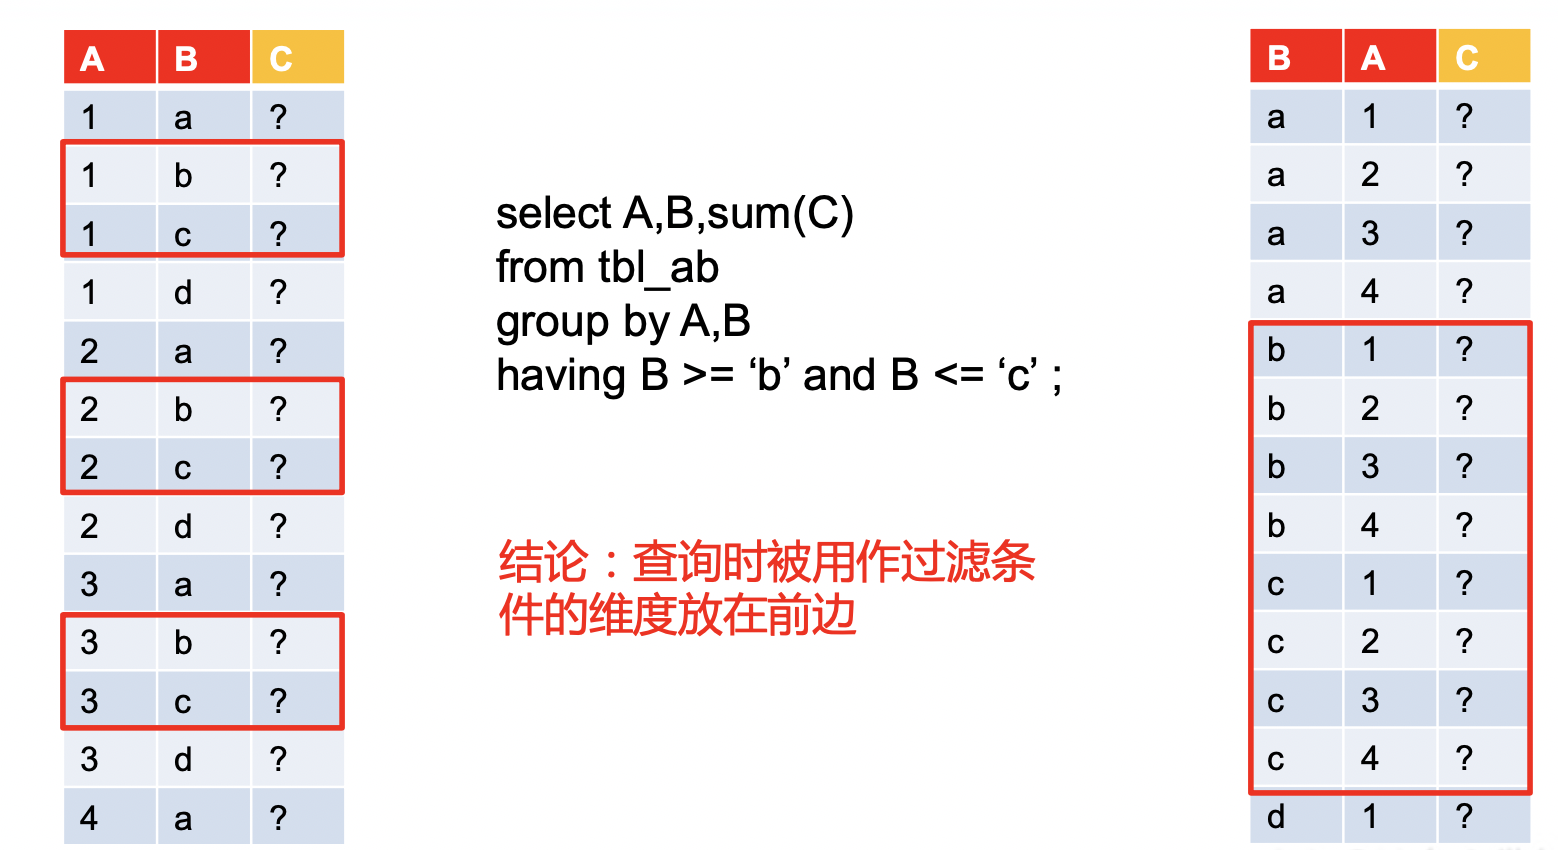 A B C
1 a ?
1 b ?
1 c ?
1 d ?
2 a ?
2 b ?
2 c ?
2 d ?
3 a ?
3 b ?
3 c ?
3 d ?
4 a ?
select A,B,sum(C)
from tbl_ab
group by A,B
having B >= ‘b’ and B <= ‘c’ ;
结论：查询时被用作过滤条
件的维度放在前边
B A C
a 1 ?
a 2 ?
a 3 ?
a 4 ?
b 1 ?
b 2 ?
b 3 ?
b 4 ?
c 1 ?
c 2 ?
c 3 ?
c 4 ?
d 1 ?